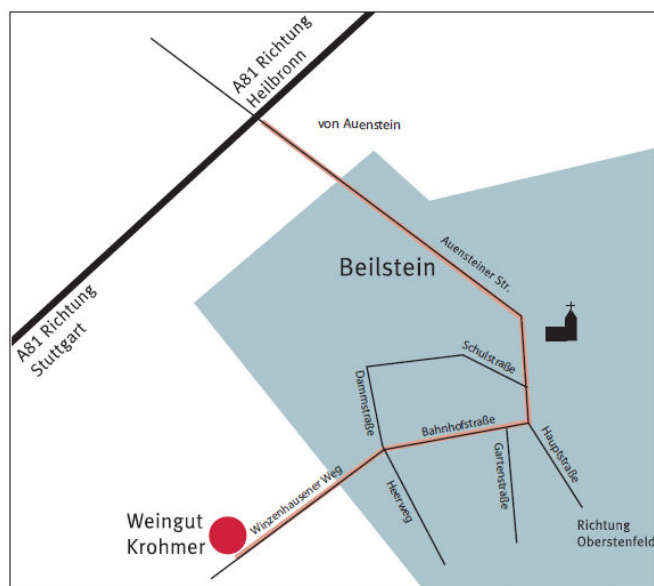 A81 Richtung
Heilbronn
von Auenstein
Beilstein
Auensteiner Str.
A81 Richtung
Stuttgart
Schulstraße
Dammstraße
Bahnhofstraße
Hauptstraße
Gartenstraße
Winzenhausener Weg
Heerweg
Weingut
Krohmer
Richtung
Oberstenfeld